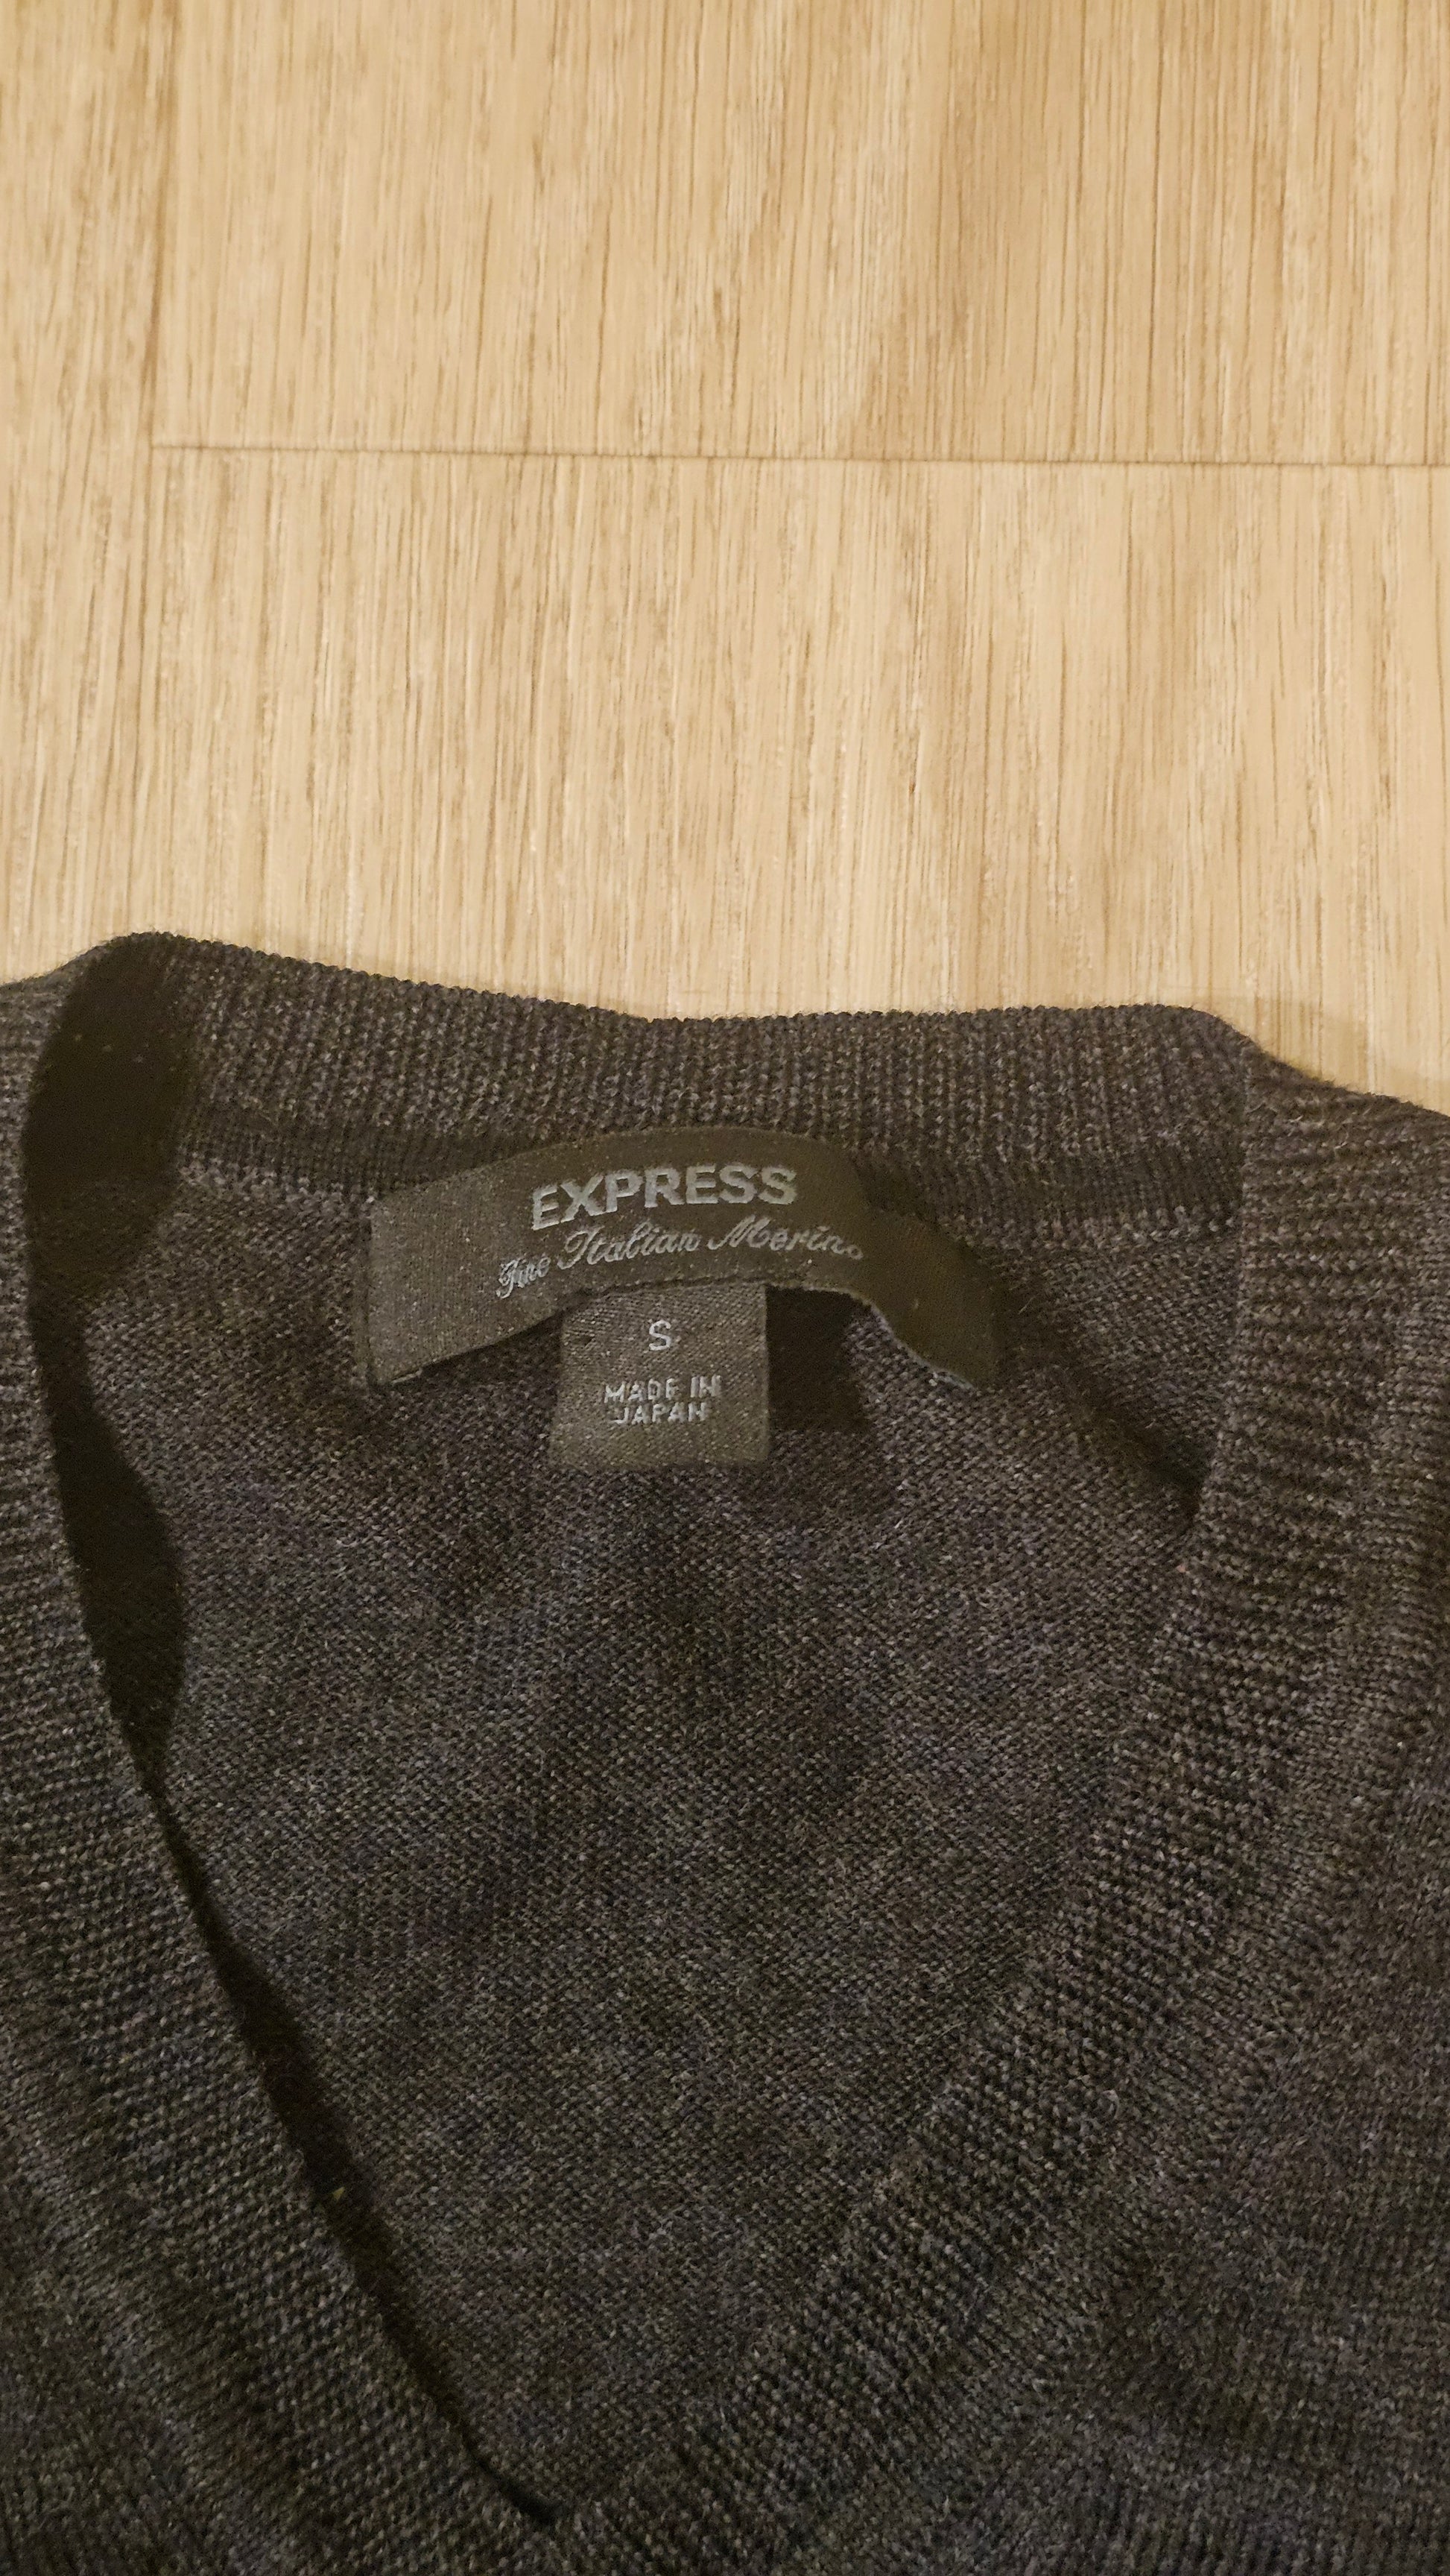 EXPRESS
Fine Italian Merino
S
MADE IN
JAPAN